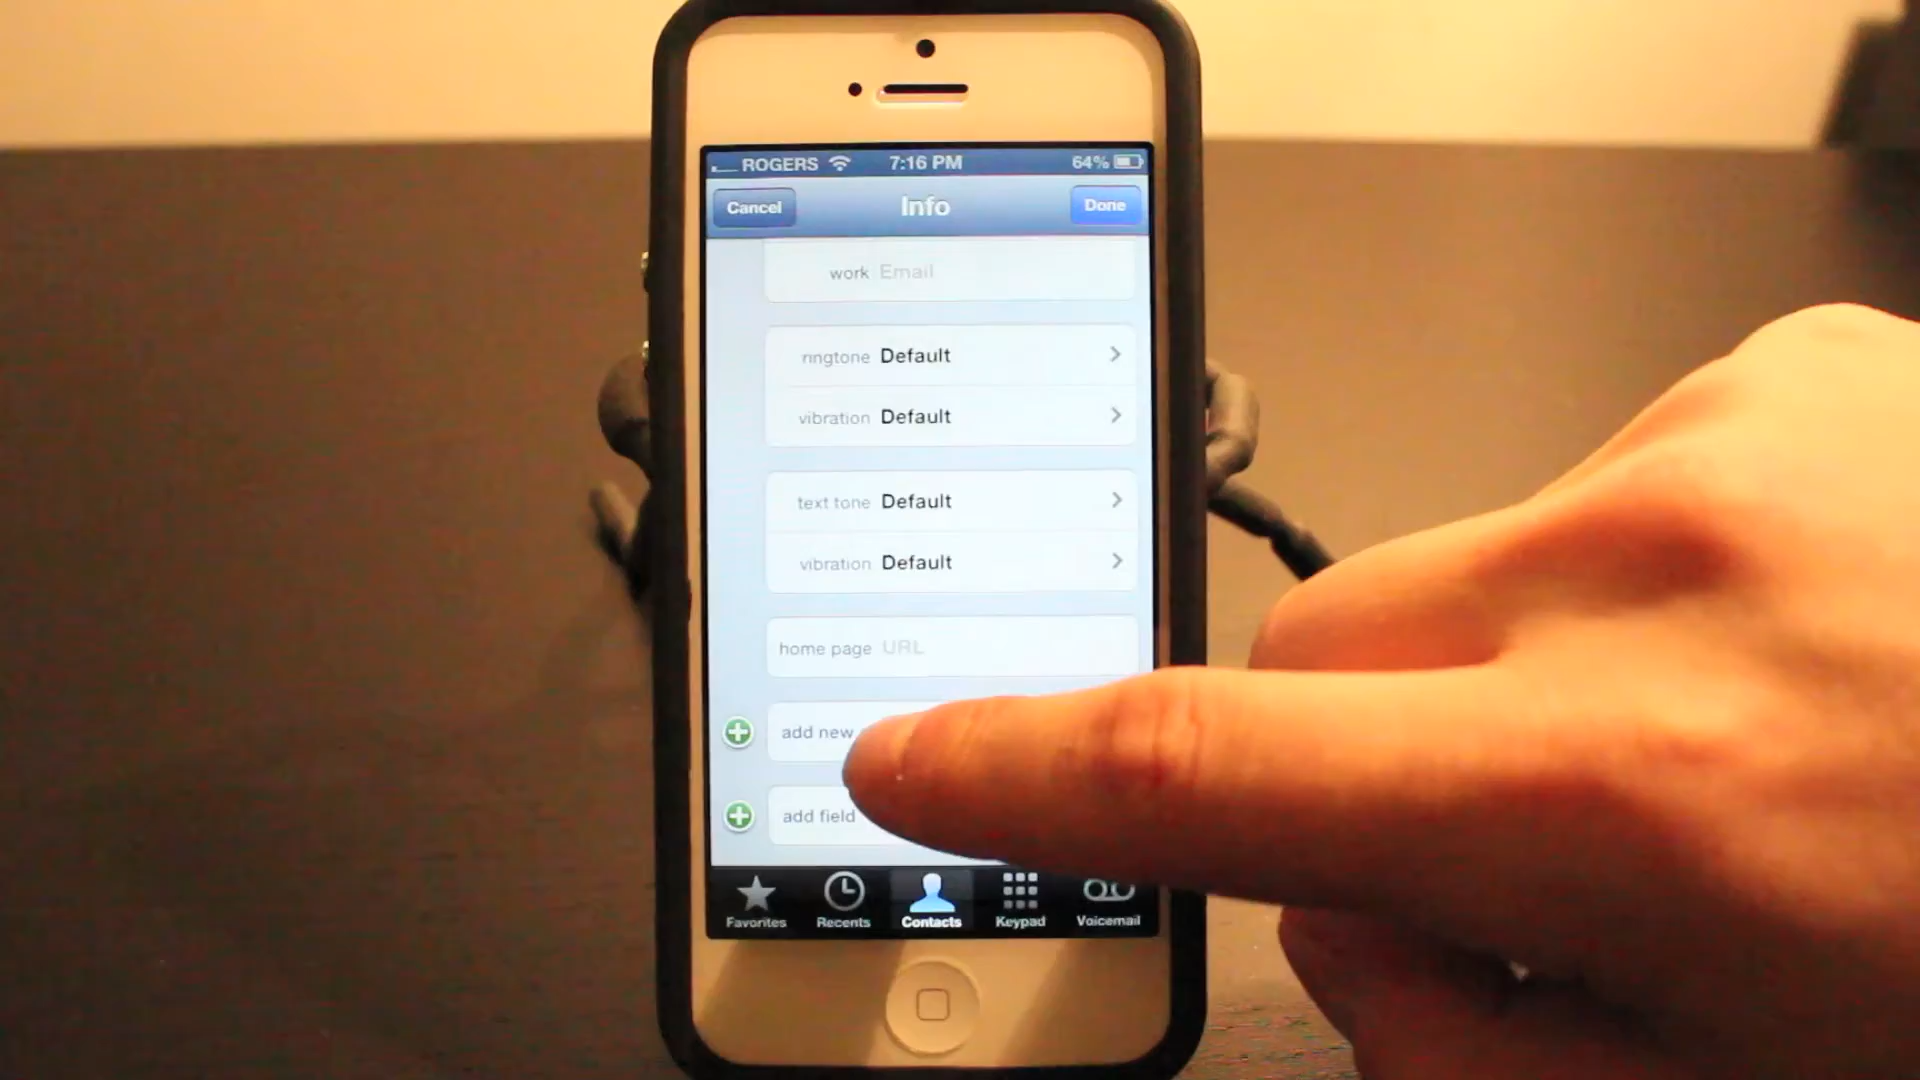 ROGERS 7:16 PM 64%
Cancel Info Done
work Email
ringtone Default
vibration Default
text tone Default
vibration Default
home page URL
add new
add field
Favorites Recents Contacts Keypad Voicemail